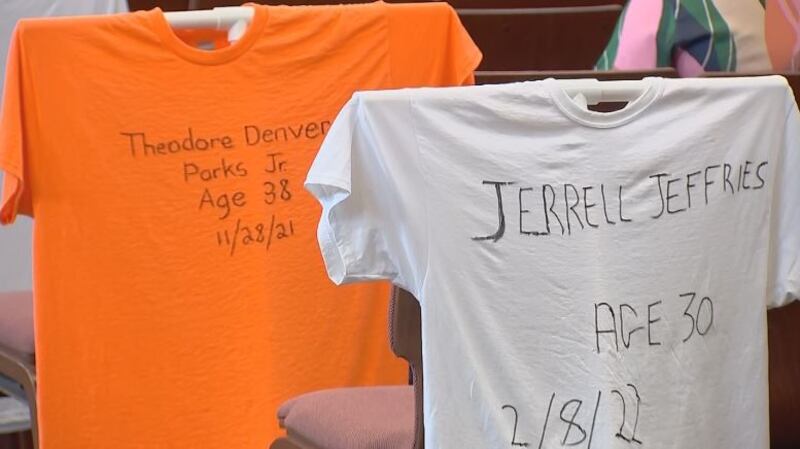 Theodore Denver
Parks Jr
Age 38
11/28/21
JERRELL JEFFRIES
AGE 30
2/8/22